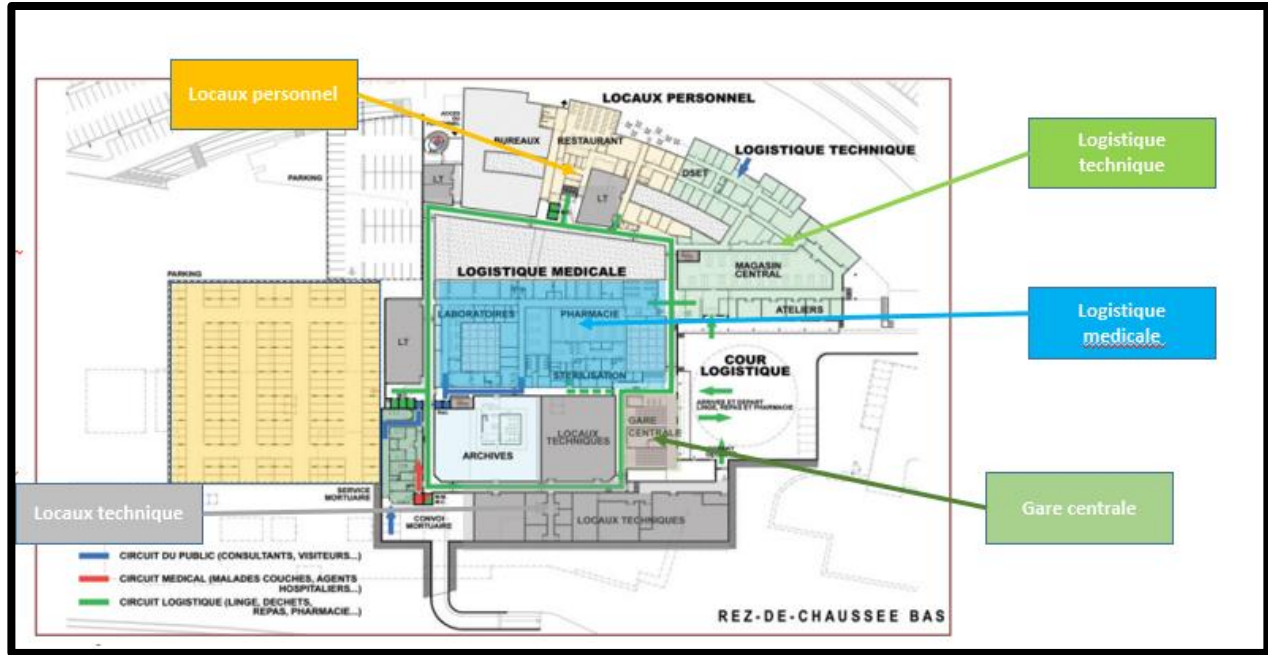 Locaux personnel
LOCAUX PERSONNEL
BUREAUX
RESTAURANT
LOGISTIQUE TECHNIQUE
Logistique
technique
PARKING
LT
LT
DSET
PARKING
LOGISTIQUE MEDICALE
MAGASIN
CENTRAL
LABORATOIRES
PHARMACIE
ATELIERS
Logistique
medicale
LT
STERILISATION
COUR
LOGISTIQUE
ARRIVEE ET DEPART
LINGE, REPAS ET PHARMACIE
GARE
CENTRALE
LOCAUX
TECHNIQUES
ARCHIVES
SERVICE
MORTUAIRE
Locaux technique
CONVOI
MORTUAIRE
LOCAUX TECHNIQUES
Gare centrale
CIRCUIT DU PUBLIC (CONSULTANTS, VISITEURS...)
CIRCUIT MEDICAL (MALADES COUCHES, AGENTS
HOSPITALIERS...)
CIRCUIT LOGISTIQUE (LINGE, DECHETS,
REPAS, PHARMACIE...)
REZ-DE-CHAUSSEE BAS